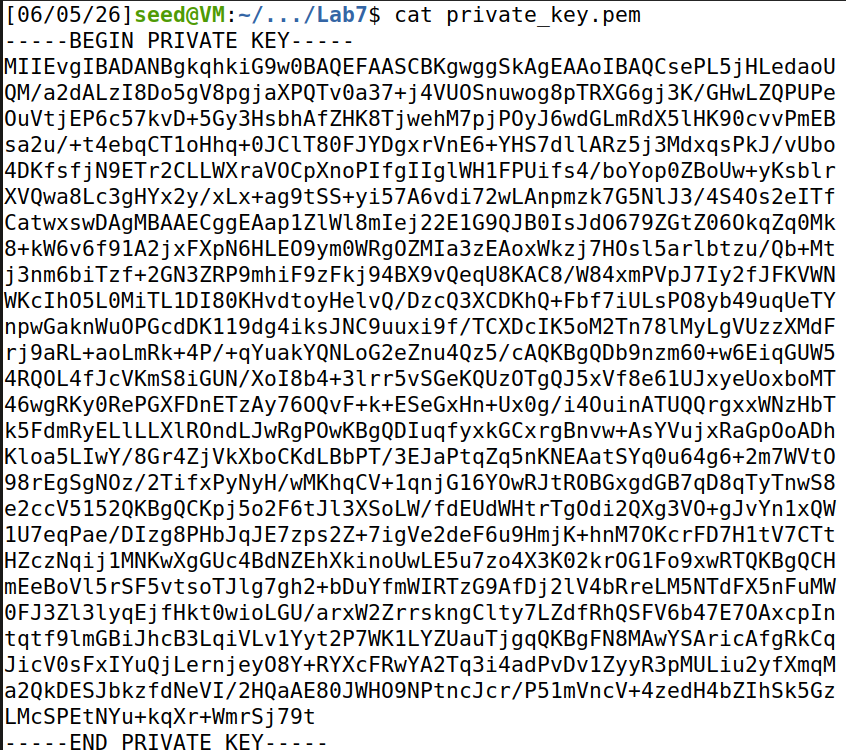 [06/05/26]seed@VM:~/.../Lab7$ cat private_key.pem
-----BEGIN PRIVATE KEY-----
MIIEvgIBADANBgkqhkiG9w0BAQEFAASCBKgwggSkAgEAAoIBAQCsePL5jHLedaoU
QM/a2dALzI8Do5gV8pgjaXPQTv0a37+j4VUOSnuwog8pTRXG6gj3K/GHwLZQPUPe
OuVtjEP6c57kvD+5Gy3HsbhAfZHK8TjwehM7pjPOyJ6wdGLmRdX5lHK90cvvPmEB
sa2u/+t4ebqCT1oHhq+0JClT80FJYDgxrVnE6+YHS7dllARz5j3MdxqsPkJ/vUbo
4DKfsfjN9ETr2CLLWXraVOCpXnoPIfgIIglWH1FPUifs4/boYop0ZBoUw+yKsblr
XVQwa8Lc3gHYx2y/xLx+ag9tSS+yi57A6vdi72wLAnpmzk7G5NlJ3/4S4Os2eITf
CatwxswDAgMBAAECggEAap1ZlWl8mIej22E1G9QJB0IsJdO679ZGtZ06OkqZq0Mk
8+kW6v6f91A2jxFXpN6HLEO9ym0WRgOZMIa3zEAoxWkzj7HOsl5arlbtzu/Qb+Mt
j3nm6biTzf+2GN3ZRP9mhiF9zFkj94BX9vQeqU8KAC8/W84xmPVpJ7Iy2fJFKVWN
WKcIhO5L0MiTL1DI80KHvdtoyHelvQ/DzcQ3XCDKhQ+Fbf7iULsPO8yb49uqUeTY
npwGaknWuOPGcdDK119dg4iksJNC9uuxi9f/TCXDcIK5oM2Tn78lMyLgVUzzXMdF
rj9aRL+aoLmRk+4P/+qYuakYQNLoG2eZnu4Qz5/cAQKBgQDb9nzm60+w6EiqGUW5
4RQOL4fJcVKmS8iGUN/XoI8b4+3lrr5vSGeKQUzOTgQJ5xVf8e61UJxyeUoxboMT
46wgRKy0RePGXFDnETzAy76OQvF+k+ESeGxHn+Ux0g/i4OuinATUQQrgxxWNzHbT
k5FdmRyELlLLXlROndLJwRgPOwKBgQDIuqfyxkGCxrgBnvw+AsYVujxRaGpOoADh
Kloa5LIwY/8Gr4ZjVkXboCKdLBbPT/3EJaPtqZq5nKNEAatSYq0u64g6+2m7WVtO
98rEgSgNOz/2TifxPyNyH/wMKhqCV+1qnjG16YOwRJtROBGxgdGB7qD8qTyTnwS8
e2ccV5152QKBgQCKpj5o2F6tJl3XSoLW/fdEUdWHtrTgOdi2QXg3VO+gJvYn1xQW
1U7eqPae/DIzg8PHbJqJE7zps2Z+7igVe2deF6u9HmjK+hnM7OKcrFD7H1tV7CTt
HZczNqij1MNKwXgGUc4BdNZEhXkinoUwLE5u7zo4X3K02krOG1Fo9xwRTQKBgQCH
mEeBoVl5rSF5vtsoTJlg7gh2+bDuYfmWIRTzG9AfDj2lV4bRreLM5NTdFX5nFuMW
0FJ3Zl3lyqEjfHkt0wioLGU/arxW2ZrrskngClty7LZdfRhQSFV6b47E7OAxcpIn
tqtf9lmGBiJhcB3LqiVLv1Yyt2P7WK1LYZUauTjgqQKBgFN8MAwYSAricAfgRkCq
JicV0sFxIYuQjLernjeyO8Y+RYXcFRwYA2Tq3i4adPvDv1ZyyR3pMULiu2yfXmqM
a2QkDESJbkzfdNeVI/2HQaAE80JWHO9NPtncJcr/P51mVncV+4zedH4bZIhSk5Gz
LMcSPEtNYu+kqXr+WmrSj79t
-----END PRIVATE KEY-----